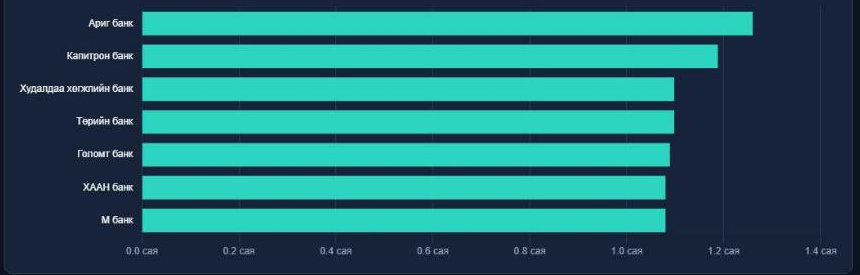 Ариг банк
Капитрон банк
Худалдаа хөгжлийн банк
Төрийн банк
Голомт банк
ХААН банк
М банк
0.0 сая 0.2 сая 0.4 сая 0.6 сая 0.8 сая 1.0 сая 1.2 сая 1.4 сая